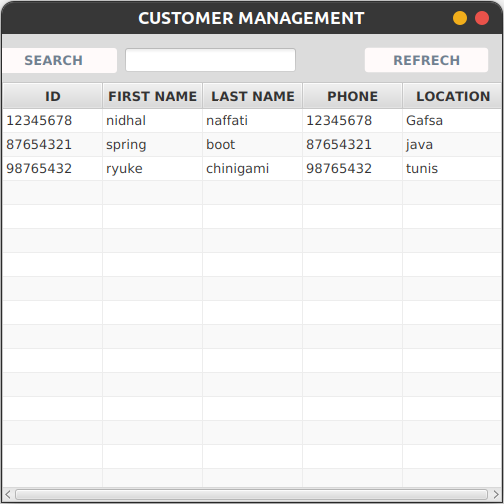 CUSTOMER MANAGEMENT
SEARCH REFRECH
ID FIRST NAME LAST NAME PHONE LOCATION
12345678 nidhal naffati 12345678 Gafsa
87654321 spring boot 87654321 java
98765432 ryuke chinigami 98765432 tunis